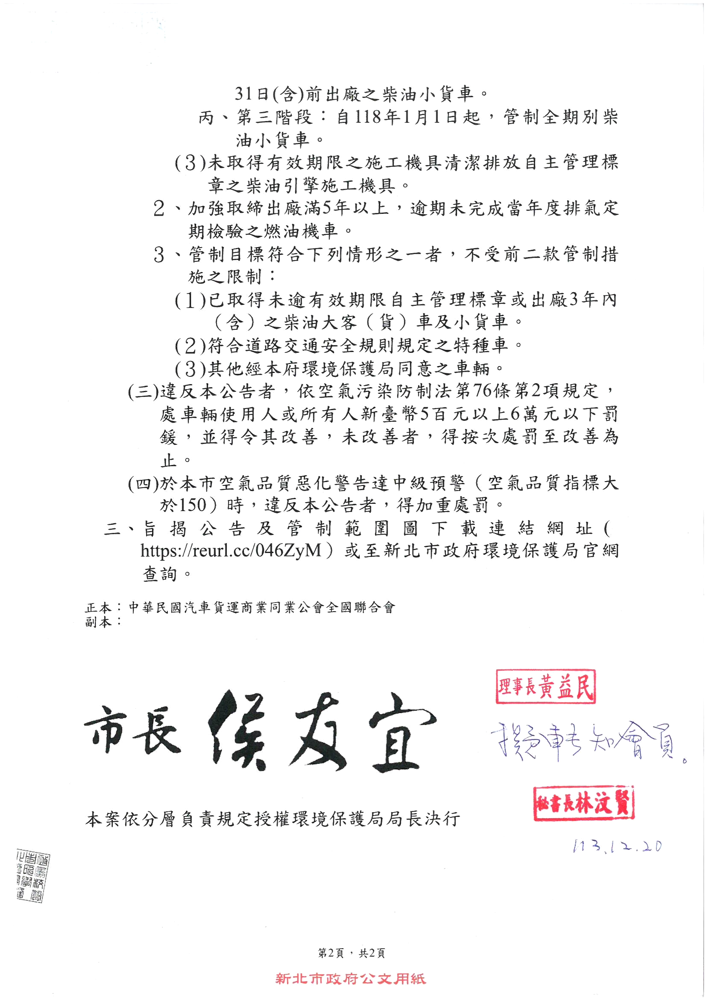 31日(含)前出廠之柴油小貨車。
丙、第三階段：自118年1月1日起，管制全期別柴
油小貨車。
(3)未取得有效期限之施工機具清潔排放自主管理標
章之柴油引擎施工機具。
2、加強取締出廠滿5年以上，逾期未完成當年度排氣定
期檢驗之燃油機車。
3、管制目標符合下列情形之一者，不受前二款管制措
施之限制：
(1)已取得未逾有效期限自主管理標章或出廠3年內
（含）之柴油大客（貨）車及小貨車。
(2)符合道路交通安全規則規定之特種車。
(3)其他經本府環境保護局同意之車輛。
(三)違反本公告者，依空氣污染防制法第76條第2項規定，
處車輛使用人或所有人新臺幣5百元以上6萬元以下罰
鍰，並得令其改善，未改善者，得按次處罰至改善為
止。
(四)於本市空氣品質惡化警告達中級預警（空氣品質指標大
於150）時，違反本公告者，得加重處罰。
三、旨揭公告及管制範圍圖下載連結網址(
https://reurl.cc/046ZyM）或至新北市政府環境保護局官網
查詢。
正本：中華民國汽車貨運商業同業公會全國聯合會
副本：
理事長黃益民
市長 侯友宜
知會員。
秘書長林汶賢
本案依分層負責規定授權環境保護局局長決行
113.12.20
第2頁，共2頁
新北市政府公文用紙